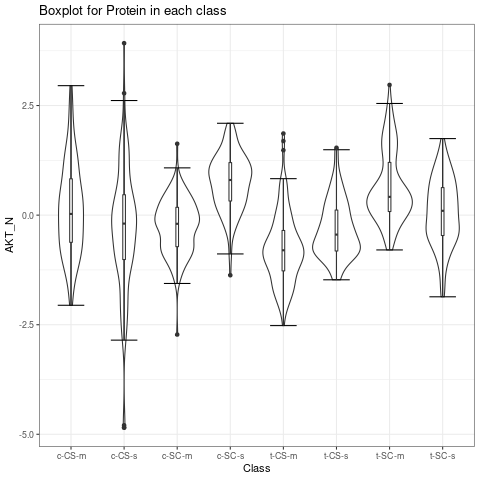 Boxplot for Protein in each class
AKT_N
2.5
0.0
-2.5
-5.0
c-CS-m c-CS-s c-SC-m c-SC-s t-CS-m t-CS-s t-SC-m t-SC-s
Class